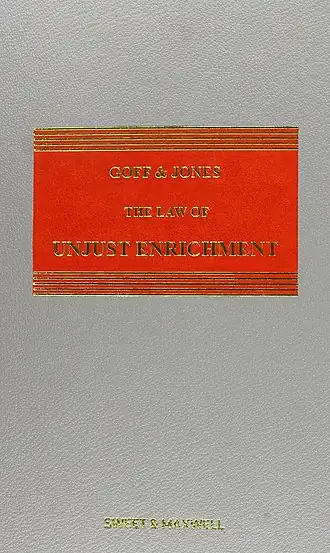 GOFF & JONES
THE LAW OF
UNJUST ENRICHMENT
SWEET & MAXWELL